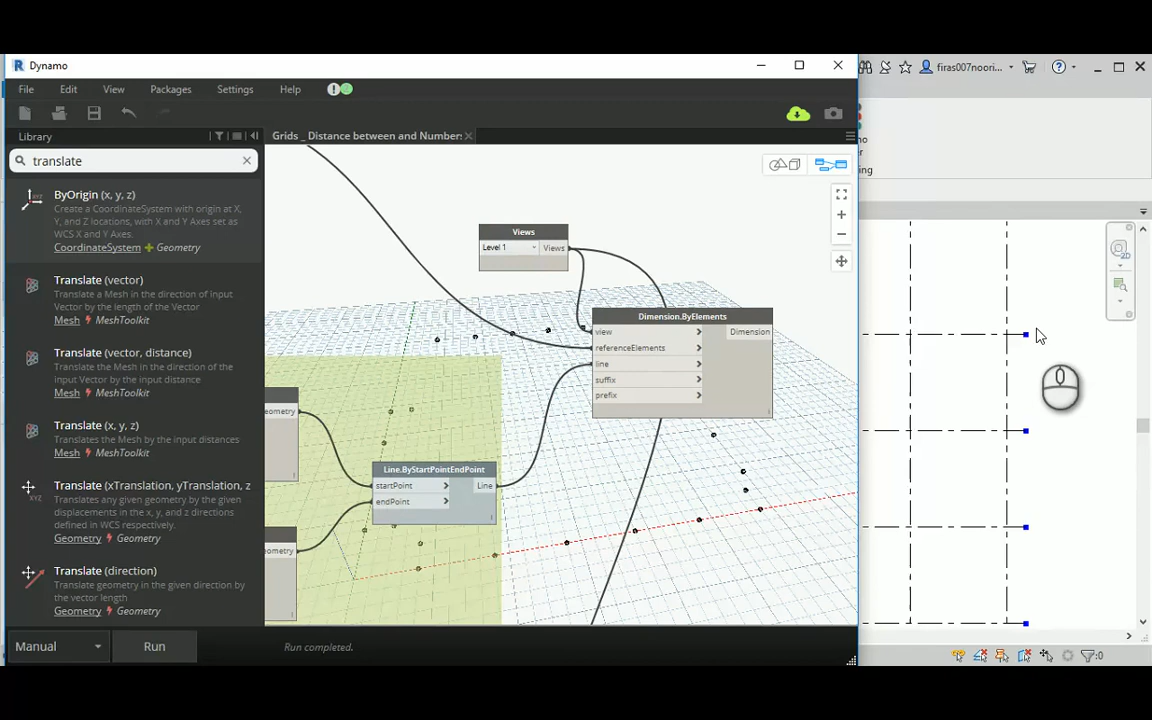 Dynamo
firas007noori...
File Edit View Packages Settings Help
Library
Grids _ Distance between and Number:
translate
ByOrigin (x, y, z)
Create a CoordinateSystem with origin at X,
Y, and Z locations, with X and Y Axes set as
WCS X and Y Axes
CoordinateSystem Geometry
Translate (vector)
Translate a Mesh in the direction of input
Vector by the length of the Vector
Mesh MeshToolkit
Translate (vector, distance)
Translate the Mesh in the direction of the
input Vector by the input distance
Mesh MeshToolkit
Translate (x, y, z)
Translates the Mesh by the input distances
Mesh MeshToolkit
Translate (xTranslation, yTranslation, z
Translates any given geometry by the given
displacements in the x, y, and z directions
defined in WCS respectively.
Geometry Geometry
Translate (direction)
Translate geometry in the given direction by
the vector length
Geometry Geometry
Views
Level 1 Views
Dimension.ByElements
view Dimension
referenceElements
line
suffix
prefix
eometry
Line.ByStartPointEndPoint
startPoint Line
endPoint
eometry
2D
Manual Run Run completed.
:0